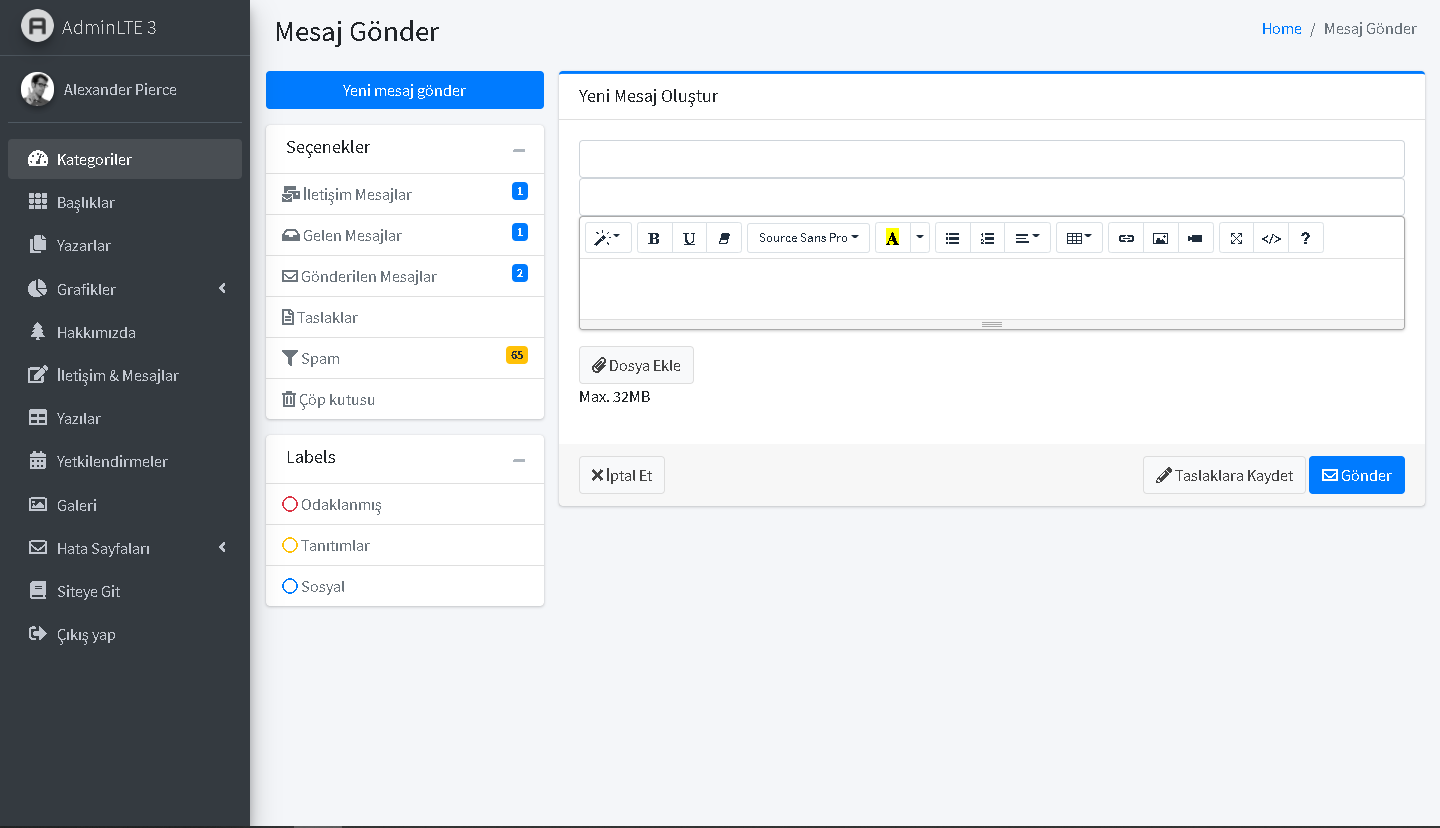 AdminLTE 3
Alexander Pierce
Kategoriler
Başlıklar
Yazarlar
Grafikler
Hakkımızda
İletişim & Mesajlar
Yazılar
Yetkilendirmeler
Galeri
Hata Sayfaları
Siteye Git
Çıkış yap
Mesaj Gönder
Home / Mesaj Gönder
Yeni mesaj gönder
Seçenekler
İletişim Mesajlar 1
Gelen Mesajlar 1
Gönderilen Mesajlar 2
Taslaklar
Spam 65
Çöp kutusu
Labels
Odaklanmış
Tanıtımlar
Sosyal
Yeni Mesaj Oluştur
B U Source Sans Pro A </> ?
Dosya Ekle
Max. 32MB
İptal Et
Taslaklara Kaydet
Gönder